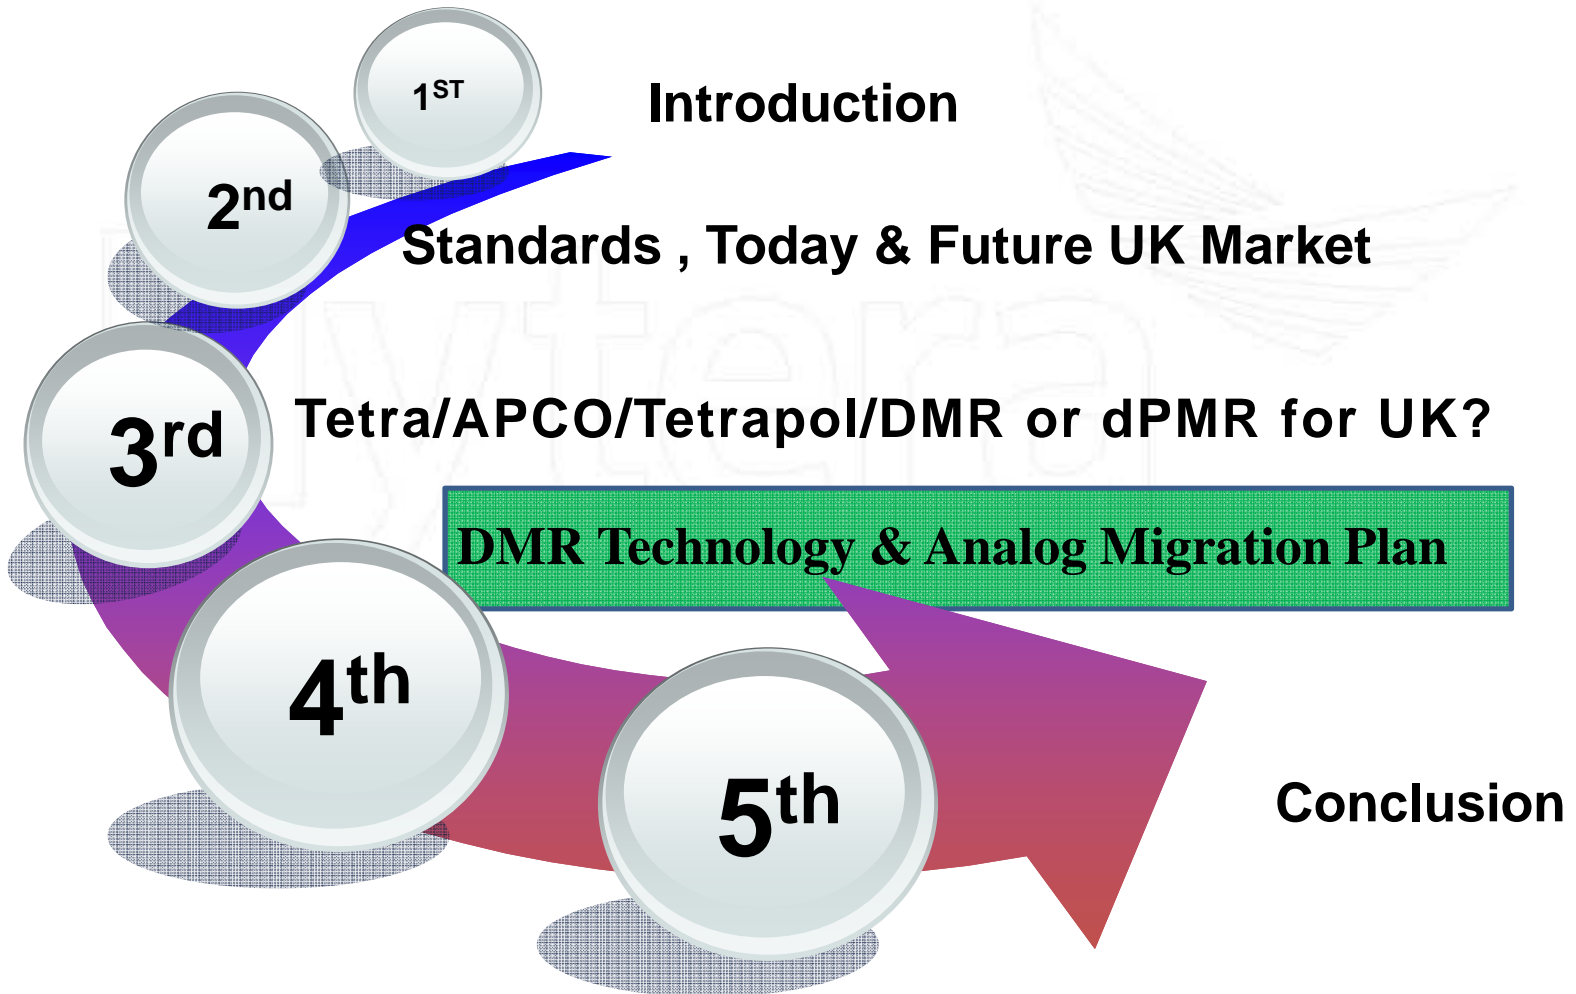 1ST
Introduction
2nd
Standards , Today & Future UK Market
3rd
Tetra/APCO/Tetrapol/DMR or dPMR for UK?
DMR Technology & Analog Migration Plan
4th
5th
Conclusion
Hytera